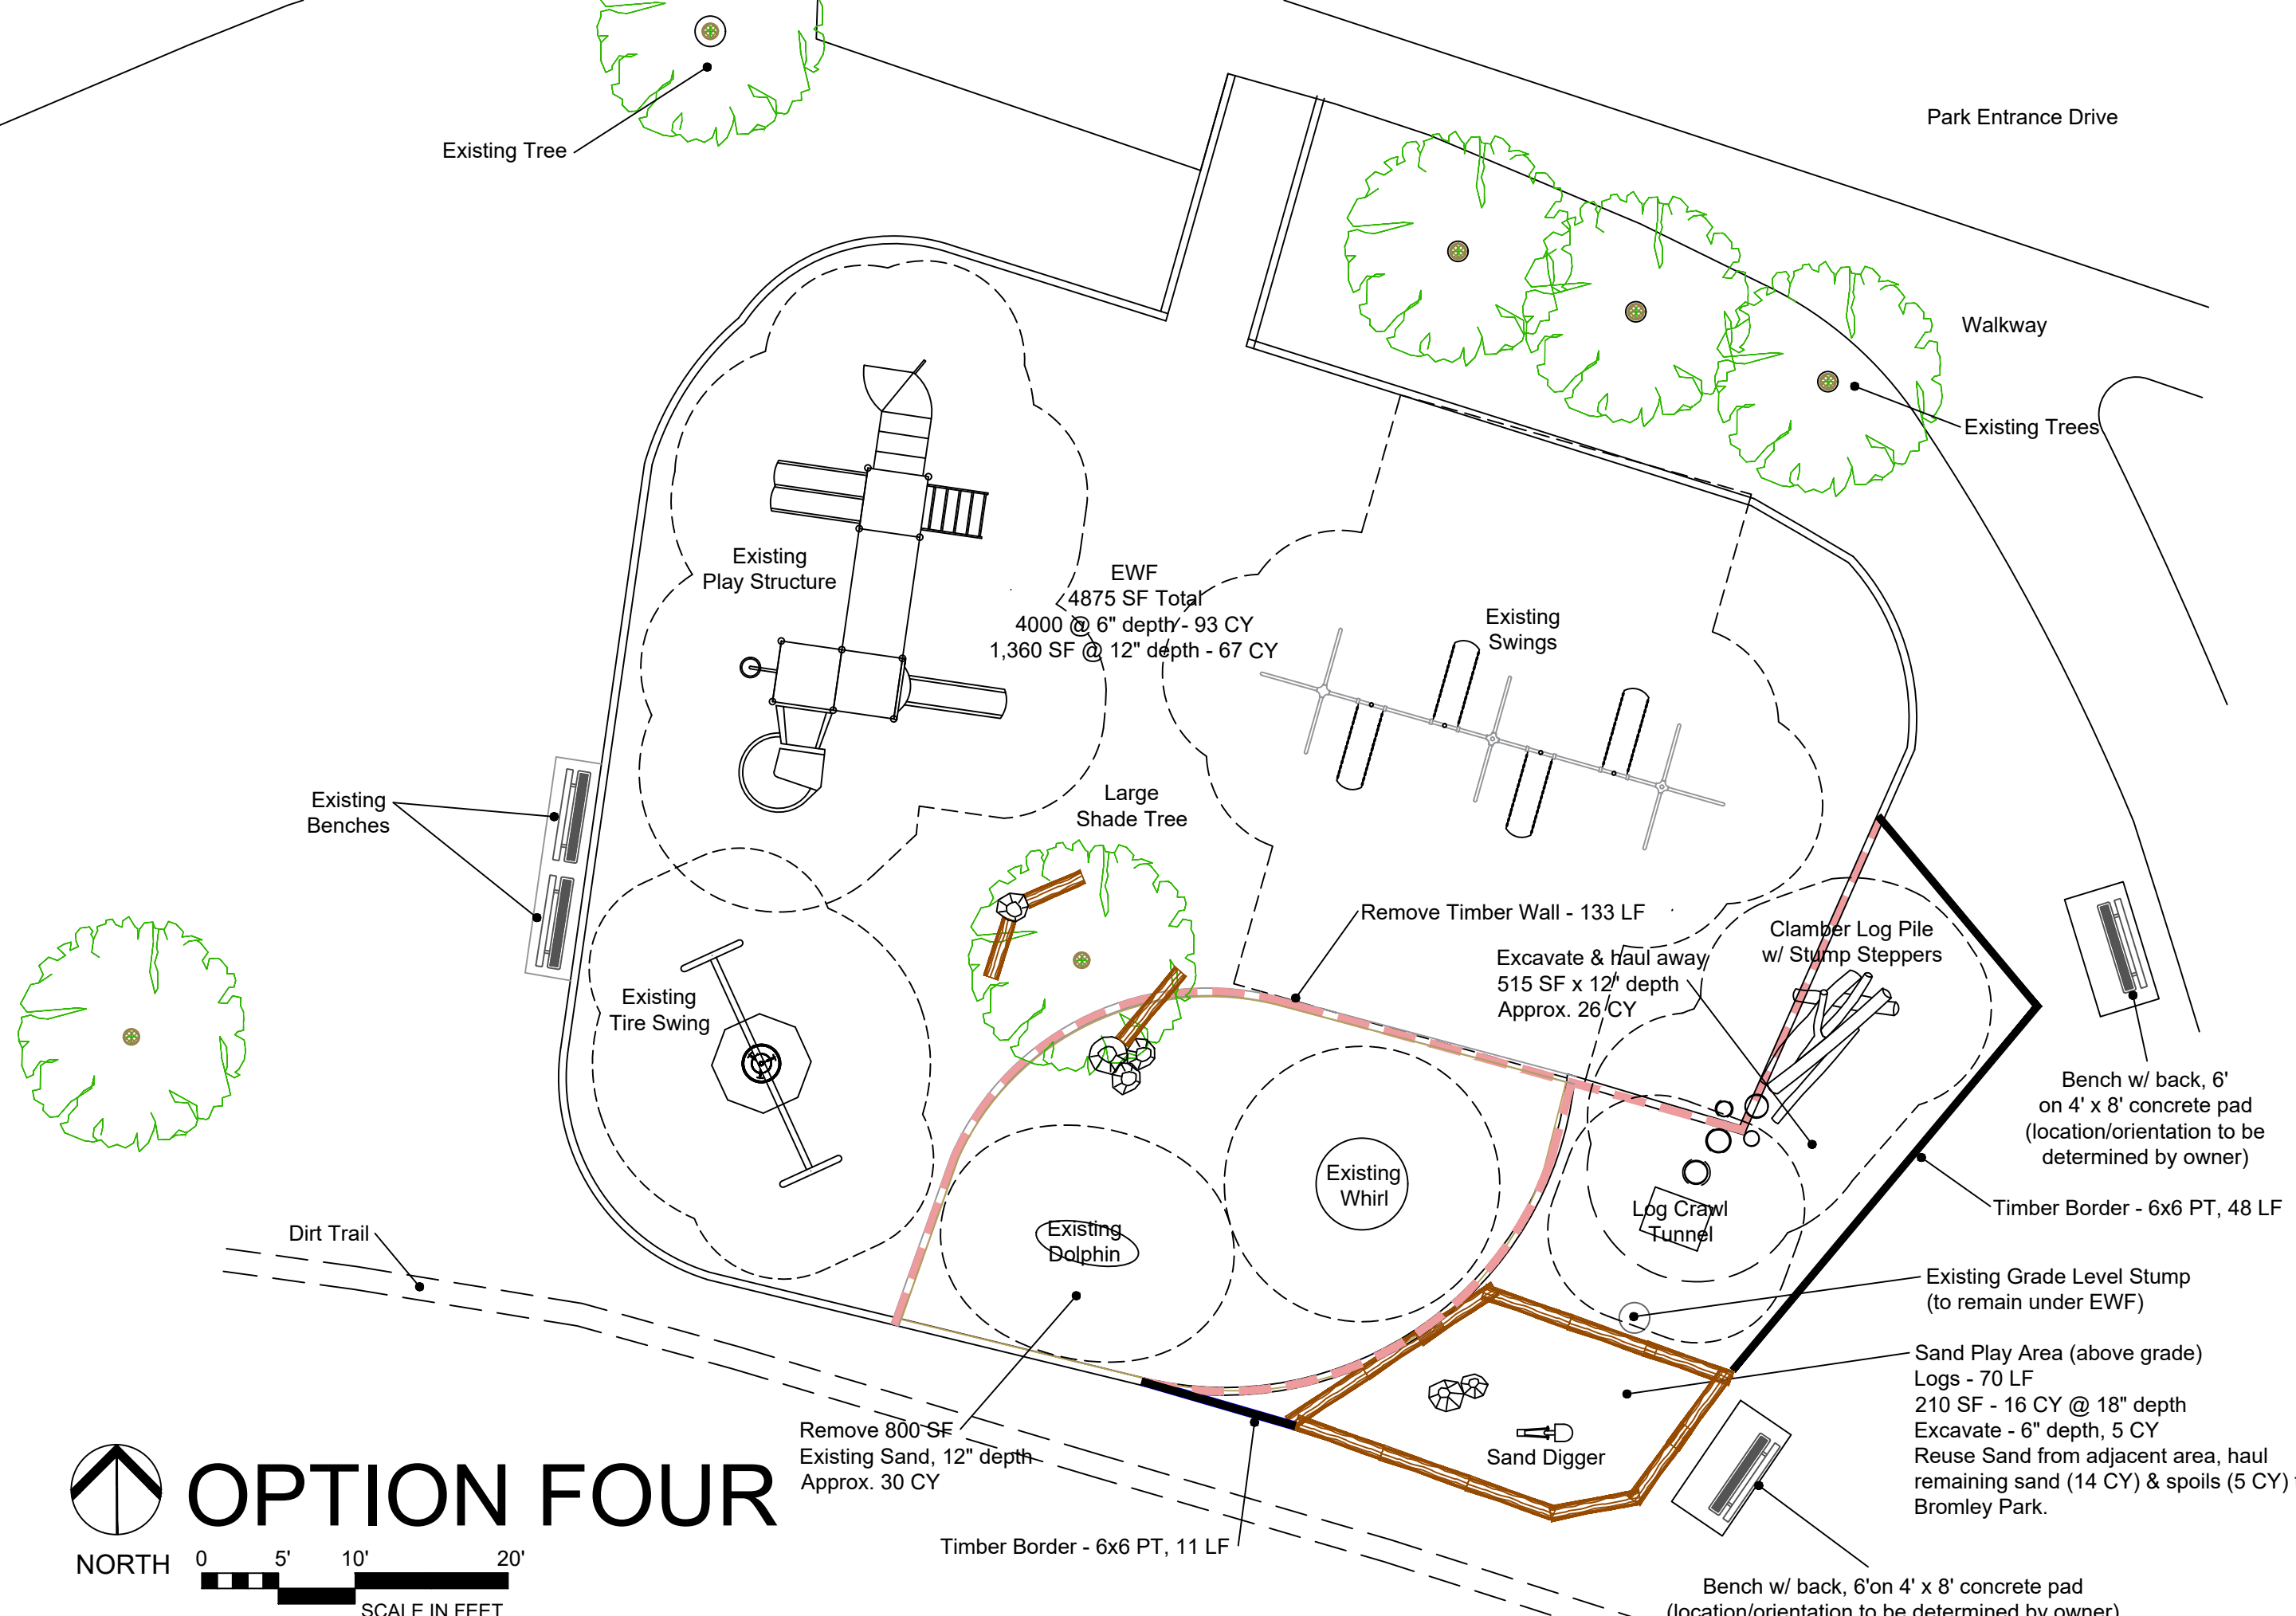 Park Entrance Drive
Existing Tree
Walkway
Existing Trees
Existing
Play Structure
EWF
4875 SF Total
4000 @ 6" depth - 93 CY
1,360 SF @ 12" depth - 67 CY
Existing
Swings
Existing
Benches
Large
Shade Tree
Remove Timber Wall - 133 LF
Excavate & haul away
515 SF x 12" depth
Approx. 26 CY
Clamber Log Pile
w/ Stump Steppers
Existing
Tire Swing
Bench w/ back, 6'
on 4' x 8' concrete pad
(location/orientation to be
determined by owner)
Existing
Whirl
Existing
Dolphin
Log Crawl
Tunnel
Timber Border - 6x6 PT, 48 LF
Dirt Trail
Existing Grade Level Stump
(to remain under EWF)
Sand Play Area (above grade)
Logs - 70 LF
210 SF - 16 CY @ 18" depth
Excavate - 6" depth, 5 CY
Reuse Sand from adjacent area, haul
remaining sand (14 CY) & spoils (5 CY)
Bromley Park.
Remove 800 SF
Existing Sand, 12" depth
Approx. 30 CY
Sand Digger
Timber Border - 6x6 PT, 11 LF
OPTION FOUR
NORTH
0 5' 10' 20'
SCALE IN FEET
Bench w/ back, 6'on 4' x 8' concrete pad
(location/orientation to be determined by owner)